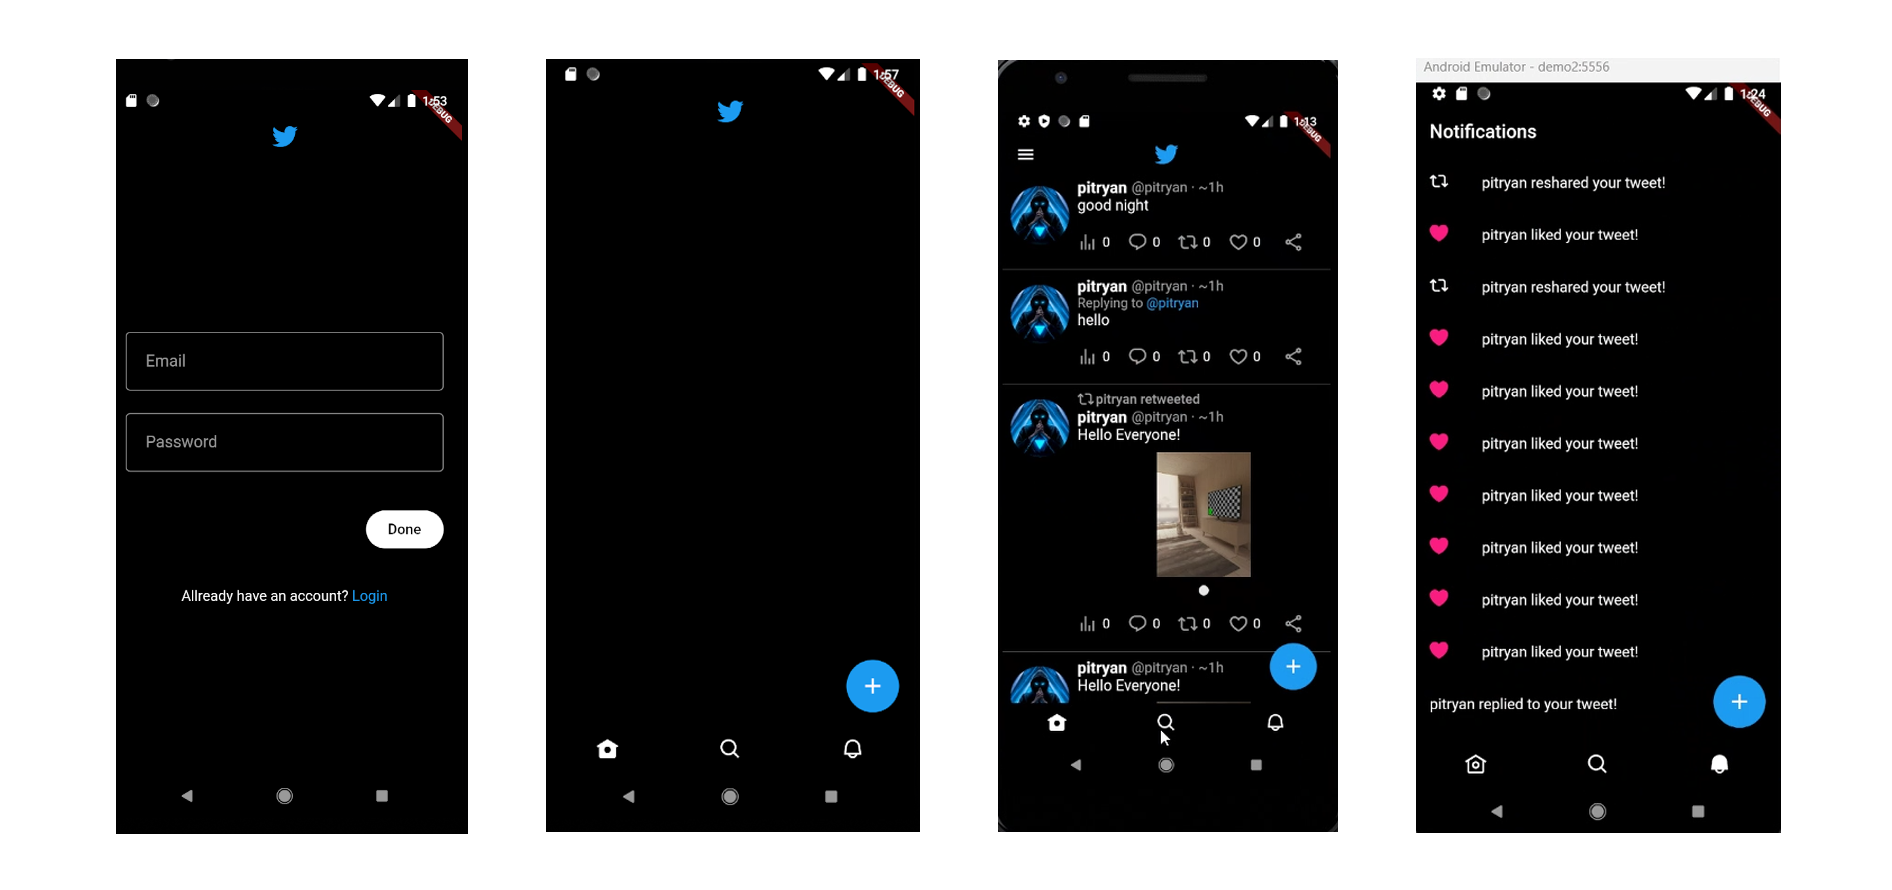 1:53
DEBUG
Email
Password
Done
Allready have an account? Login
1:57
DEBUG
1:13
DEBUG
pitryan @pitryan · ~1h
good night
0 0 0 0
pitryan @pitryan · ~1h
Replying to @pitryan
hello
0 0 0 0
pitryan retweeted
pitryan @pitryan · ~1h
Hello Everyone!
0 0 0 0
pitryan @pitryan · ~1h
Hello Everyone!
Android Emulator - demo2:5556
1:24
DEBUG
Notifications
pitryan reshared your tweet!
pitryan liked your tweet!
pitryan reshared your tweet!
pitryan liked your tweet!
pitryan liked your tweet!
pitryan liked your tweet!
pitryan liked your tweet!
pitryan liked your tweet!
pitryan liked your tweet!
pitryan liked your tweet!
pitryan replied to your tweet!